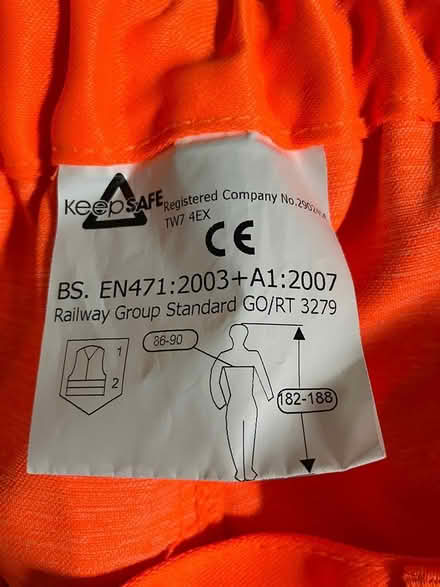 KeepSAFE
Registered Company No.
TW7 4EX
CE
BS. EN471:2003+A1:2007
Railway Group Standard GO/RT 3279
1
2
86-90
182-188